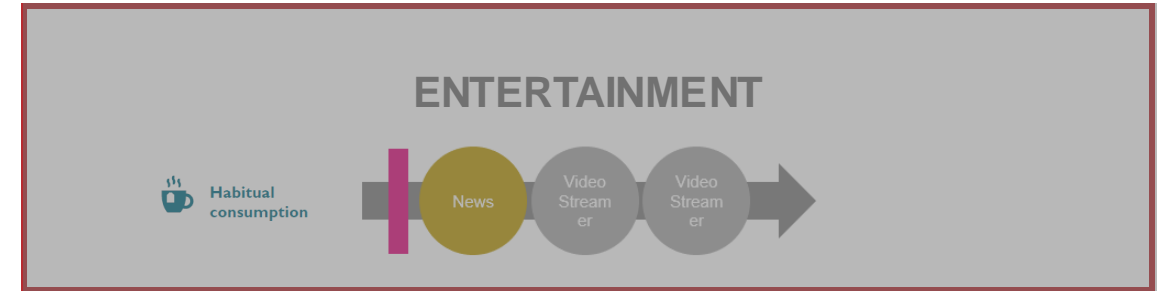 ENTERTAINMENT
Habitual
consumption
News
Video
Stream
er
Video
Stream
er